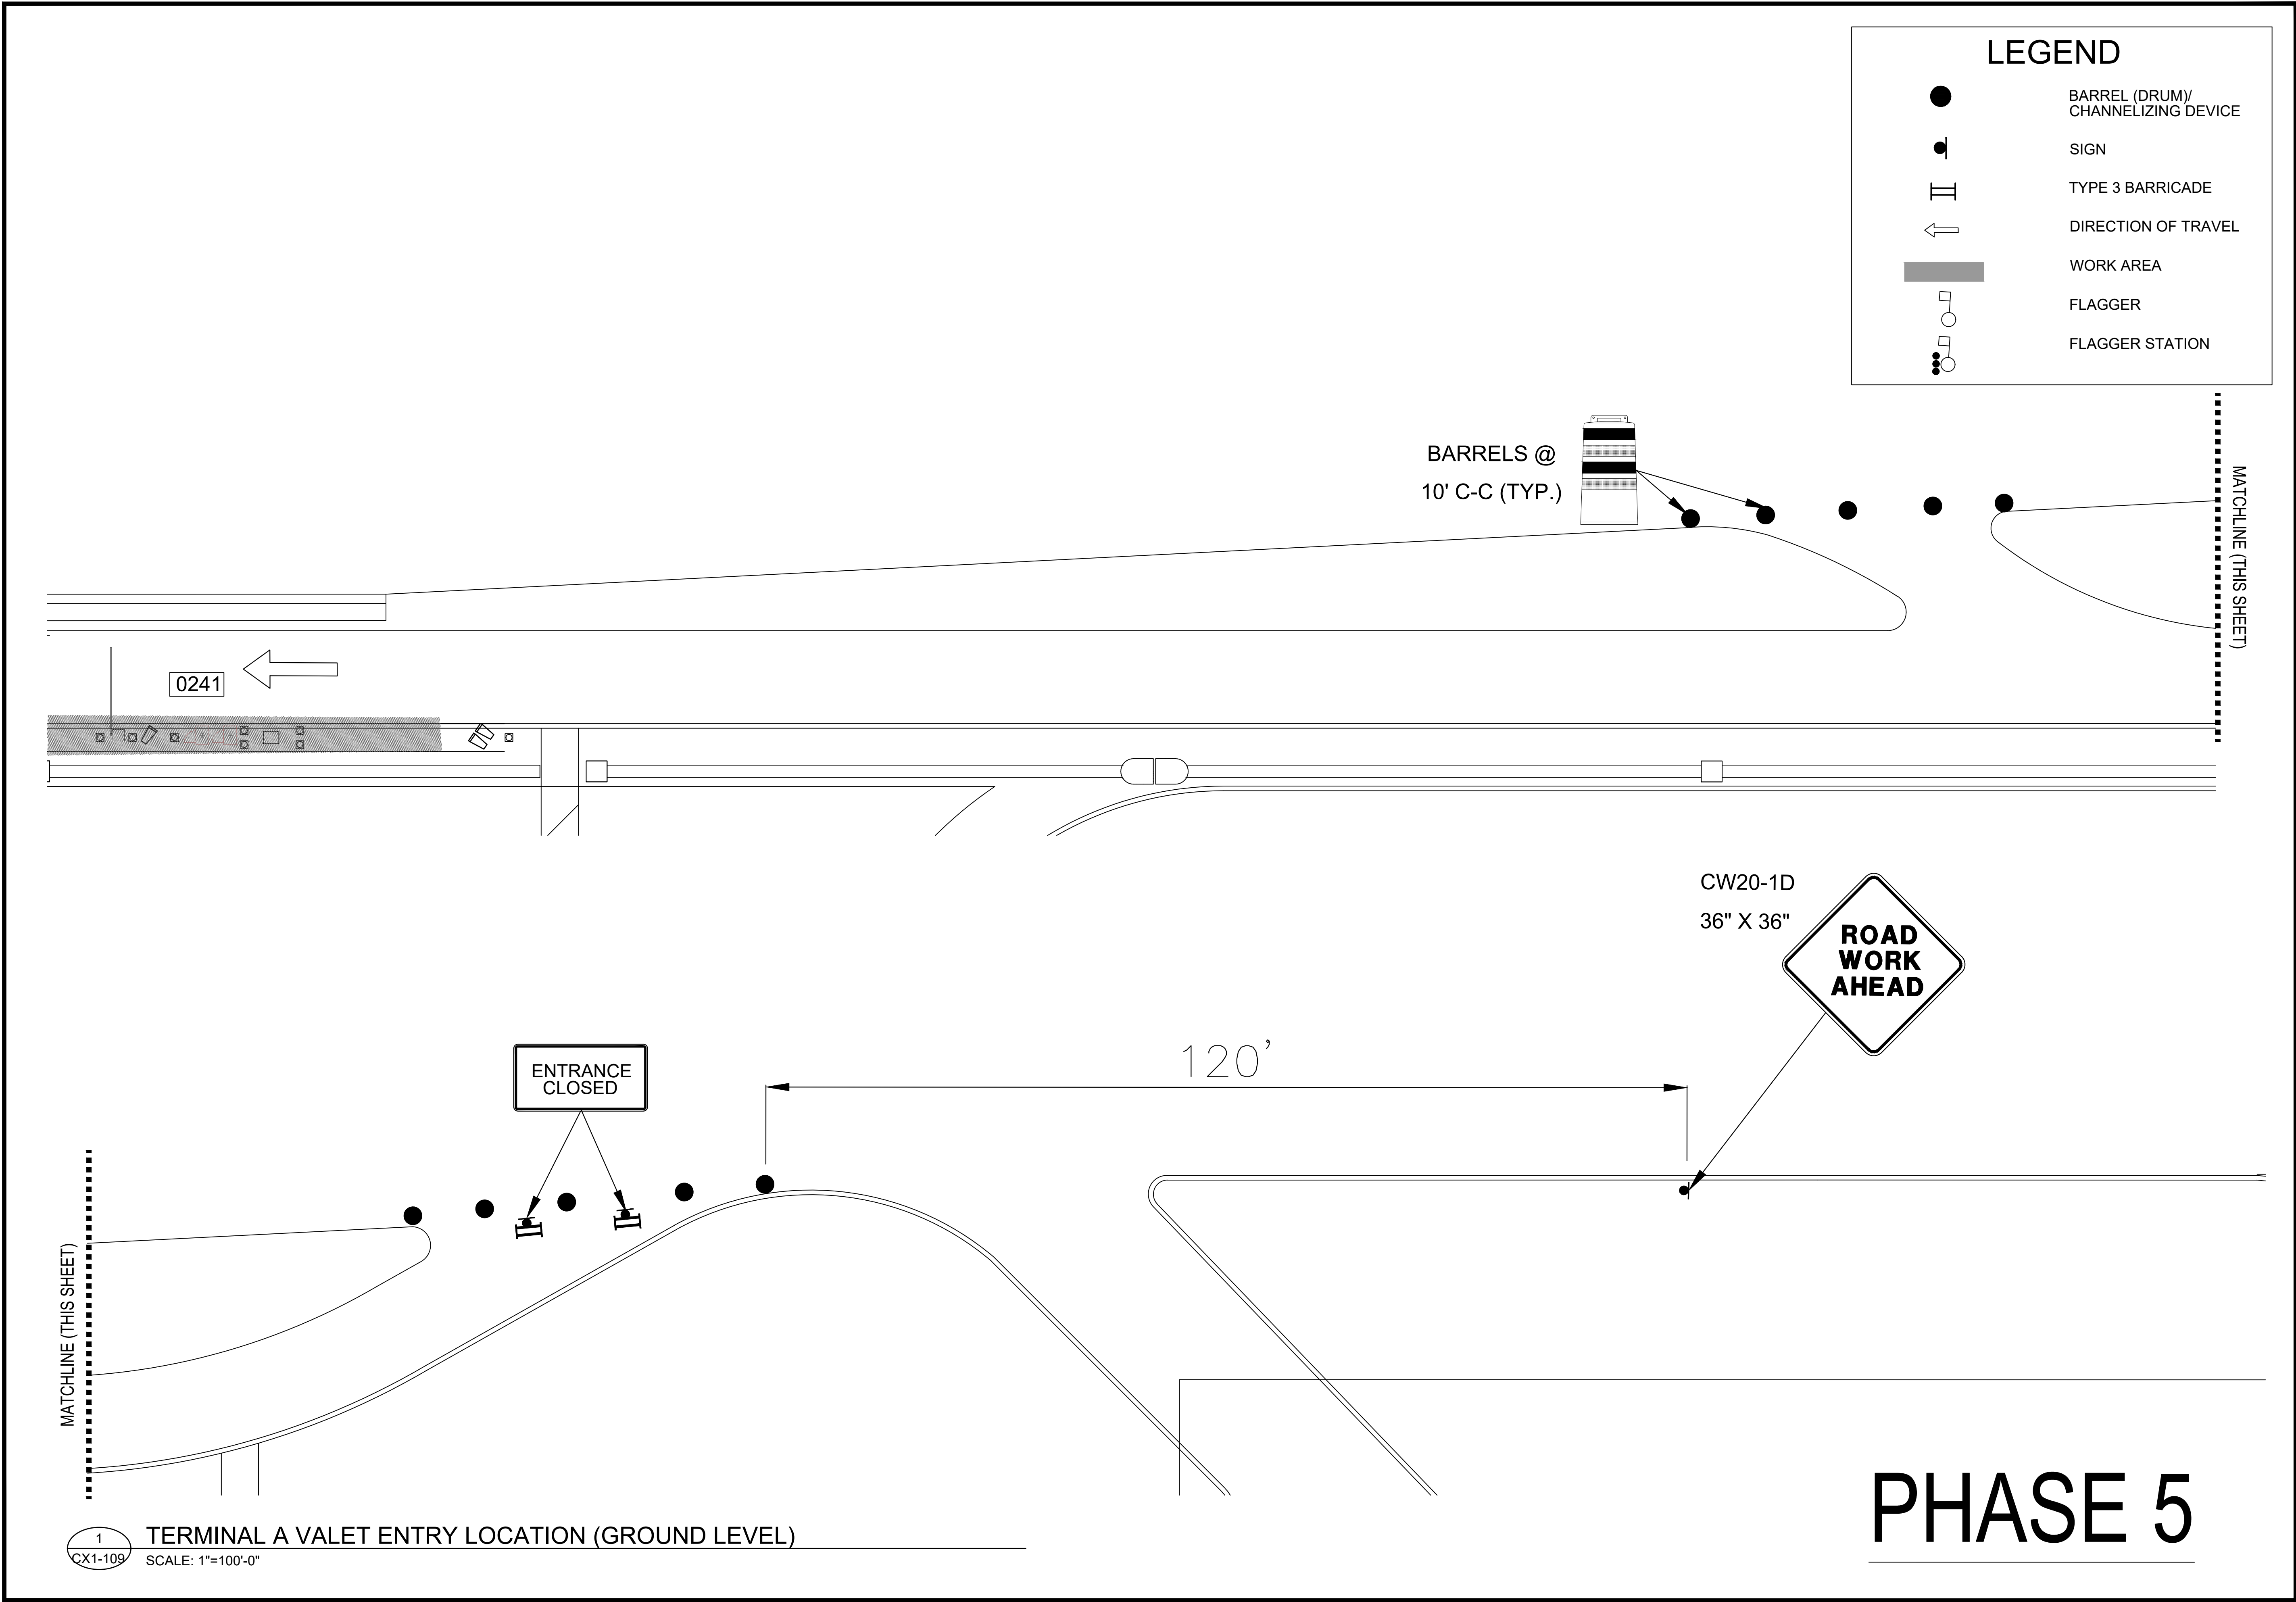 LEGEND
BARREL (DRUM)/
CHANNELIZING DEVICE
SIGN
TYPE 3 BARRICADE
DIRECTION OF TRAVEL
WORK AREA
FLAGGER
FLAGGER STATION
BARRELS @
10' C-C (TYP.)
MATCHLINE (THIS SHEET)
0241
CW20-1D
36" X 36"
ROAD
WORK
AHEAD
120'
ENTRANCE
CLOSED
MATCHLINE (THIS SHEET)
PHASE 5
1
CX1-109
TERMINAL A VALET ENTRY LOCATION (GROUND LEVEL)
SCALE: 1"=100'-0"